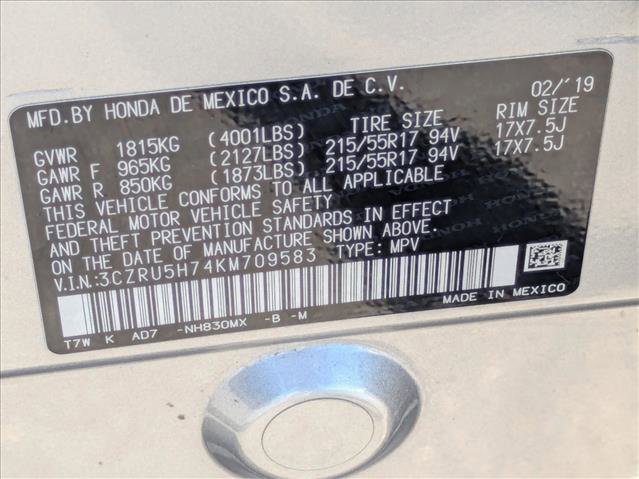 MFD.BY HONDA DE MEXICO S.A. DE C.V. 02/'19
TIRE SIZE RIM SIZE
GVWR 1815KG (4001LBS)
GAWR F 965KG (2127LBS) 215/55R17 94V 17X7.5J
GAWR R 850KG (1873LBS) 215/55R17 94V 17X7.5J
THIS VEHICLE CONFORMS TO ALL APPLICABLE
FEDERAL MOTOR VEHICLE SAFETY
AND THEFT PREVENTION STANDARDS IN EFFECT
ON THE DATE OF MANUFACTURE SHOWN ABOVE.
V.I.N.:3CZRU5H74KM709583 TYPE: MPV
MADE IN MEXICO
T7W K AD7 -NH830MX -B -M